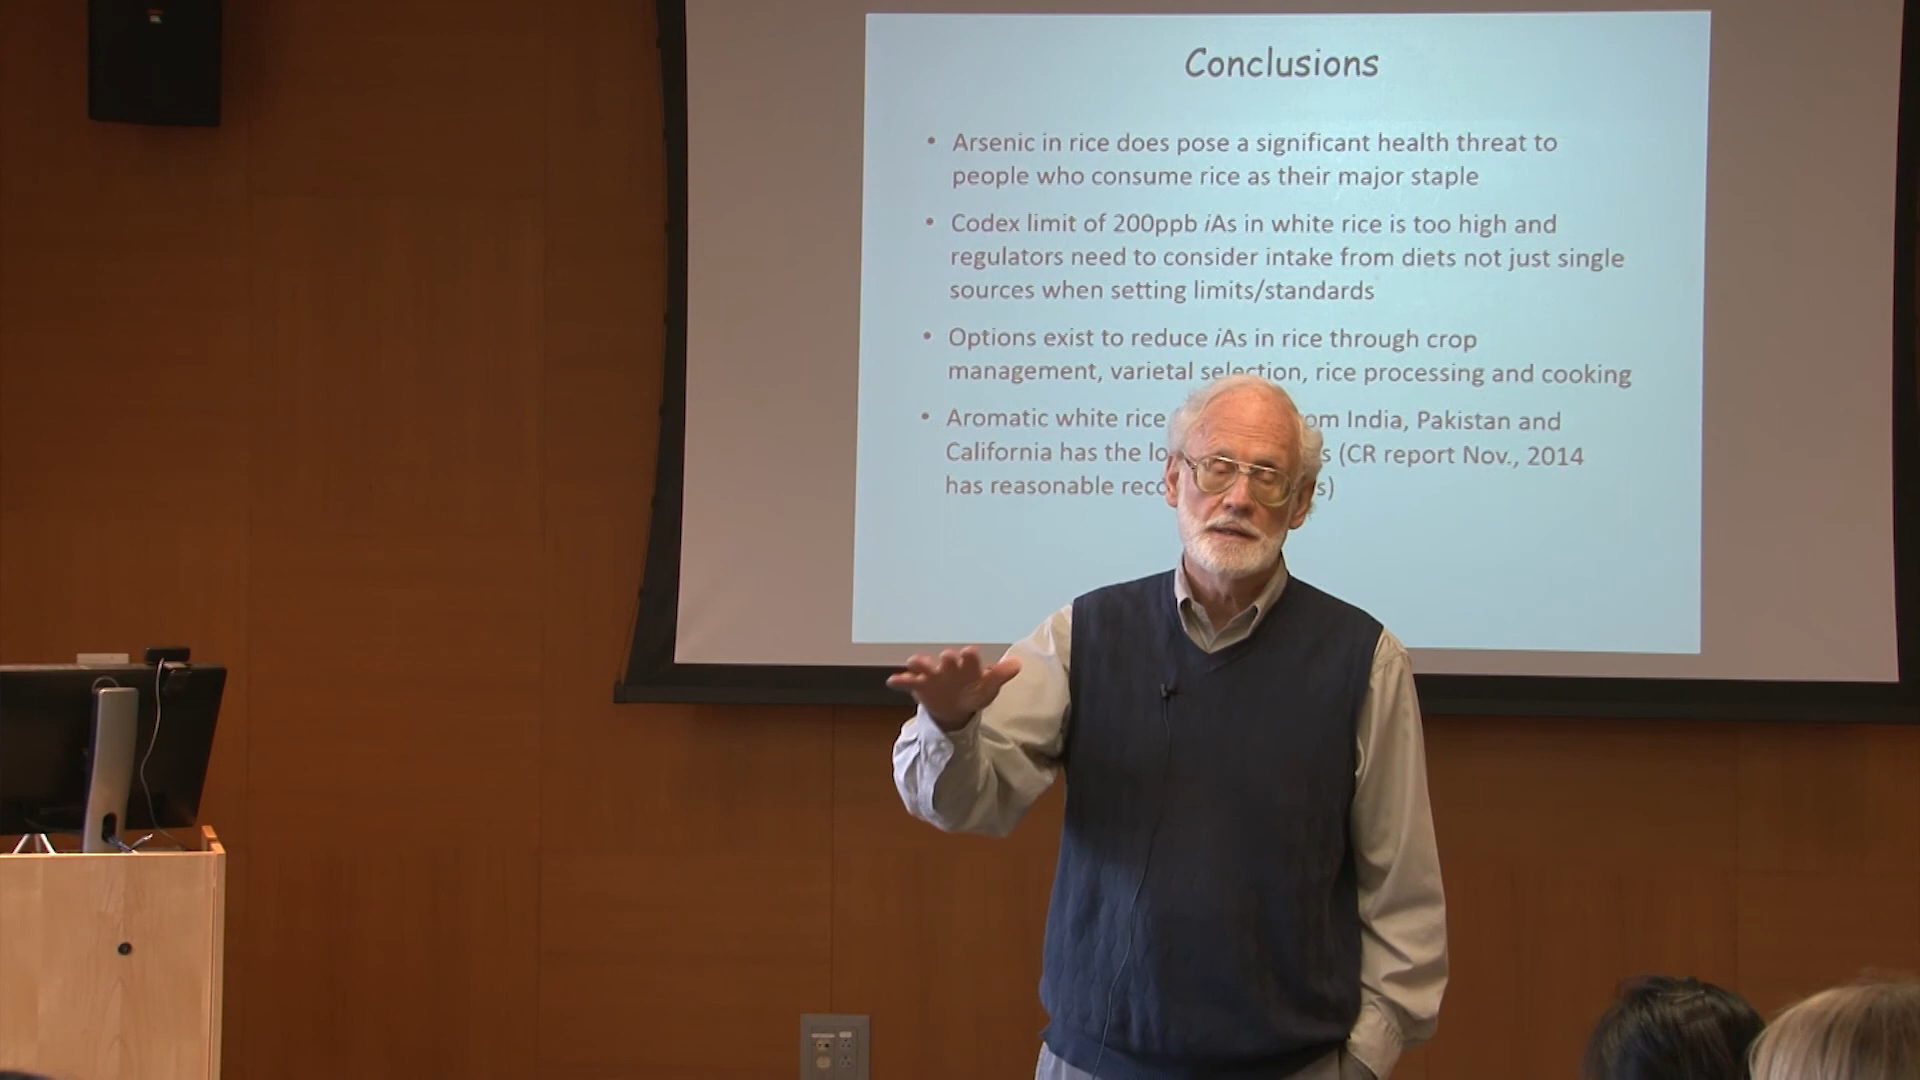 Conclusions
• Arsenic in rice does pose a significant health threat to
people who consume rice as their major staple
• Codex limit of 200ppb iAs in white rice is too high and
regulators need to consider intake from diets not just single
sources when setting limits/standards
• Options exist to reduce iAs in rice through crop
management, varietal selection, rice processing and cooking
• Aromatic white rice India, Pakistan and
California has the (CR report Nov., 2014
has reasonable